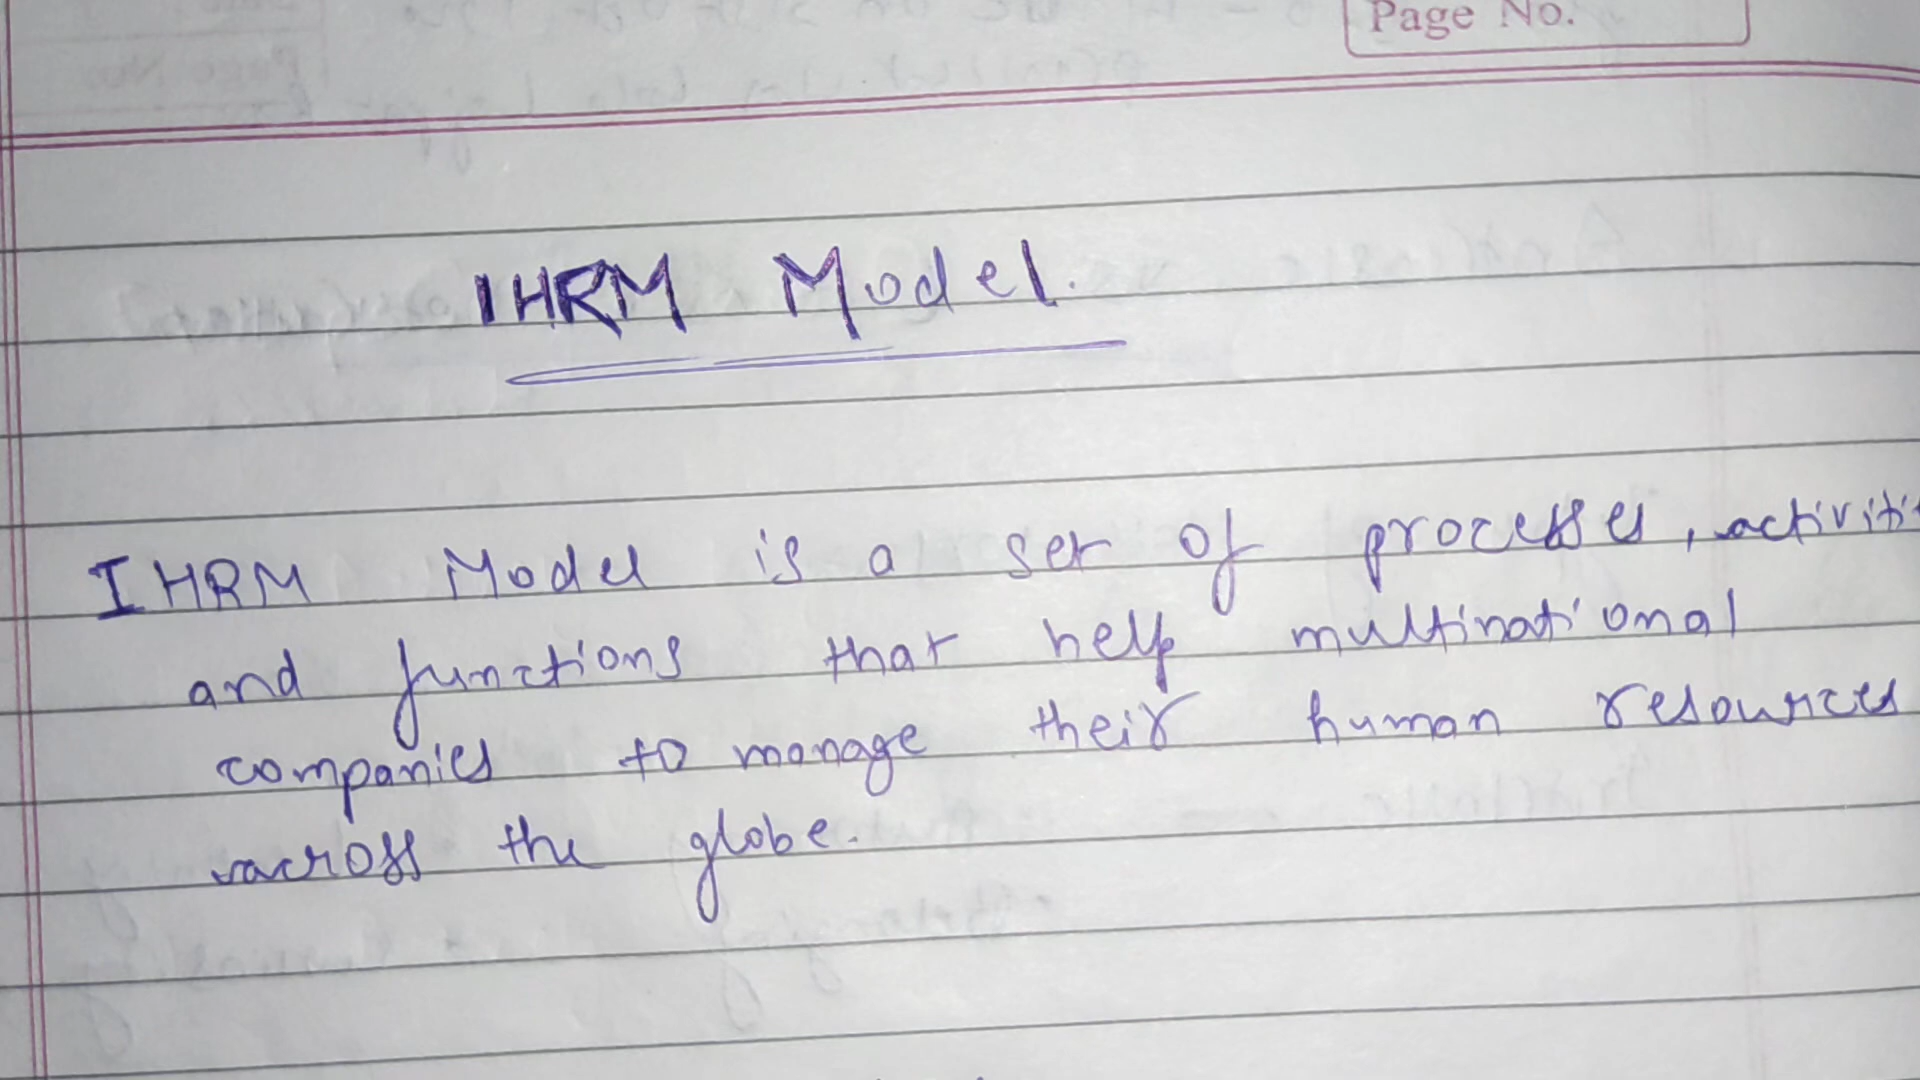 Page No.
IHRM Model.
IHRM Model is a set of processes, activiti
and functions that help multinational
companies to manage their human resources
across the globe.